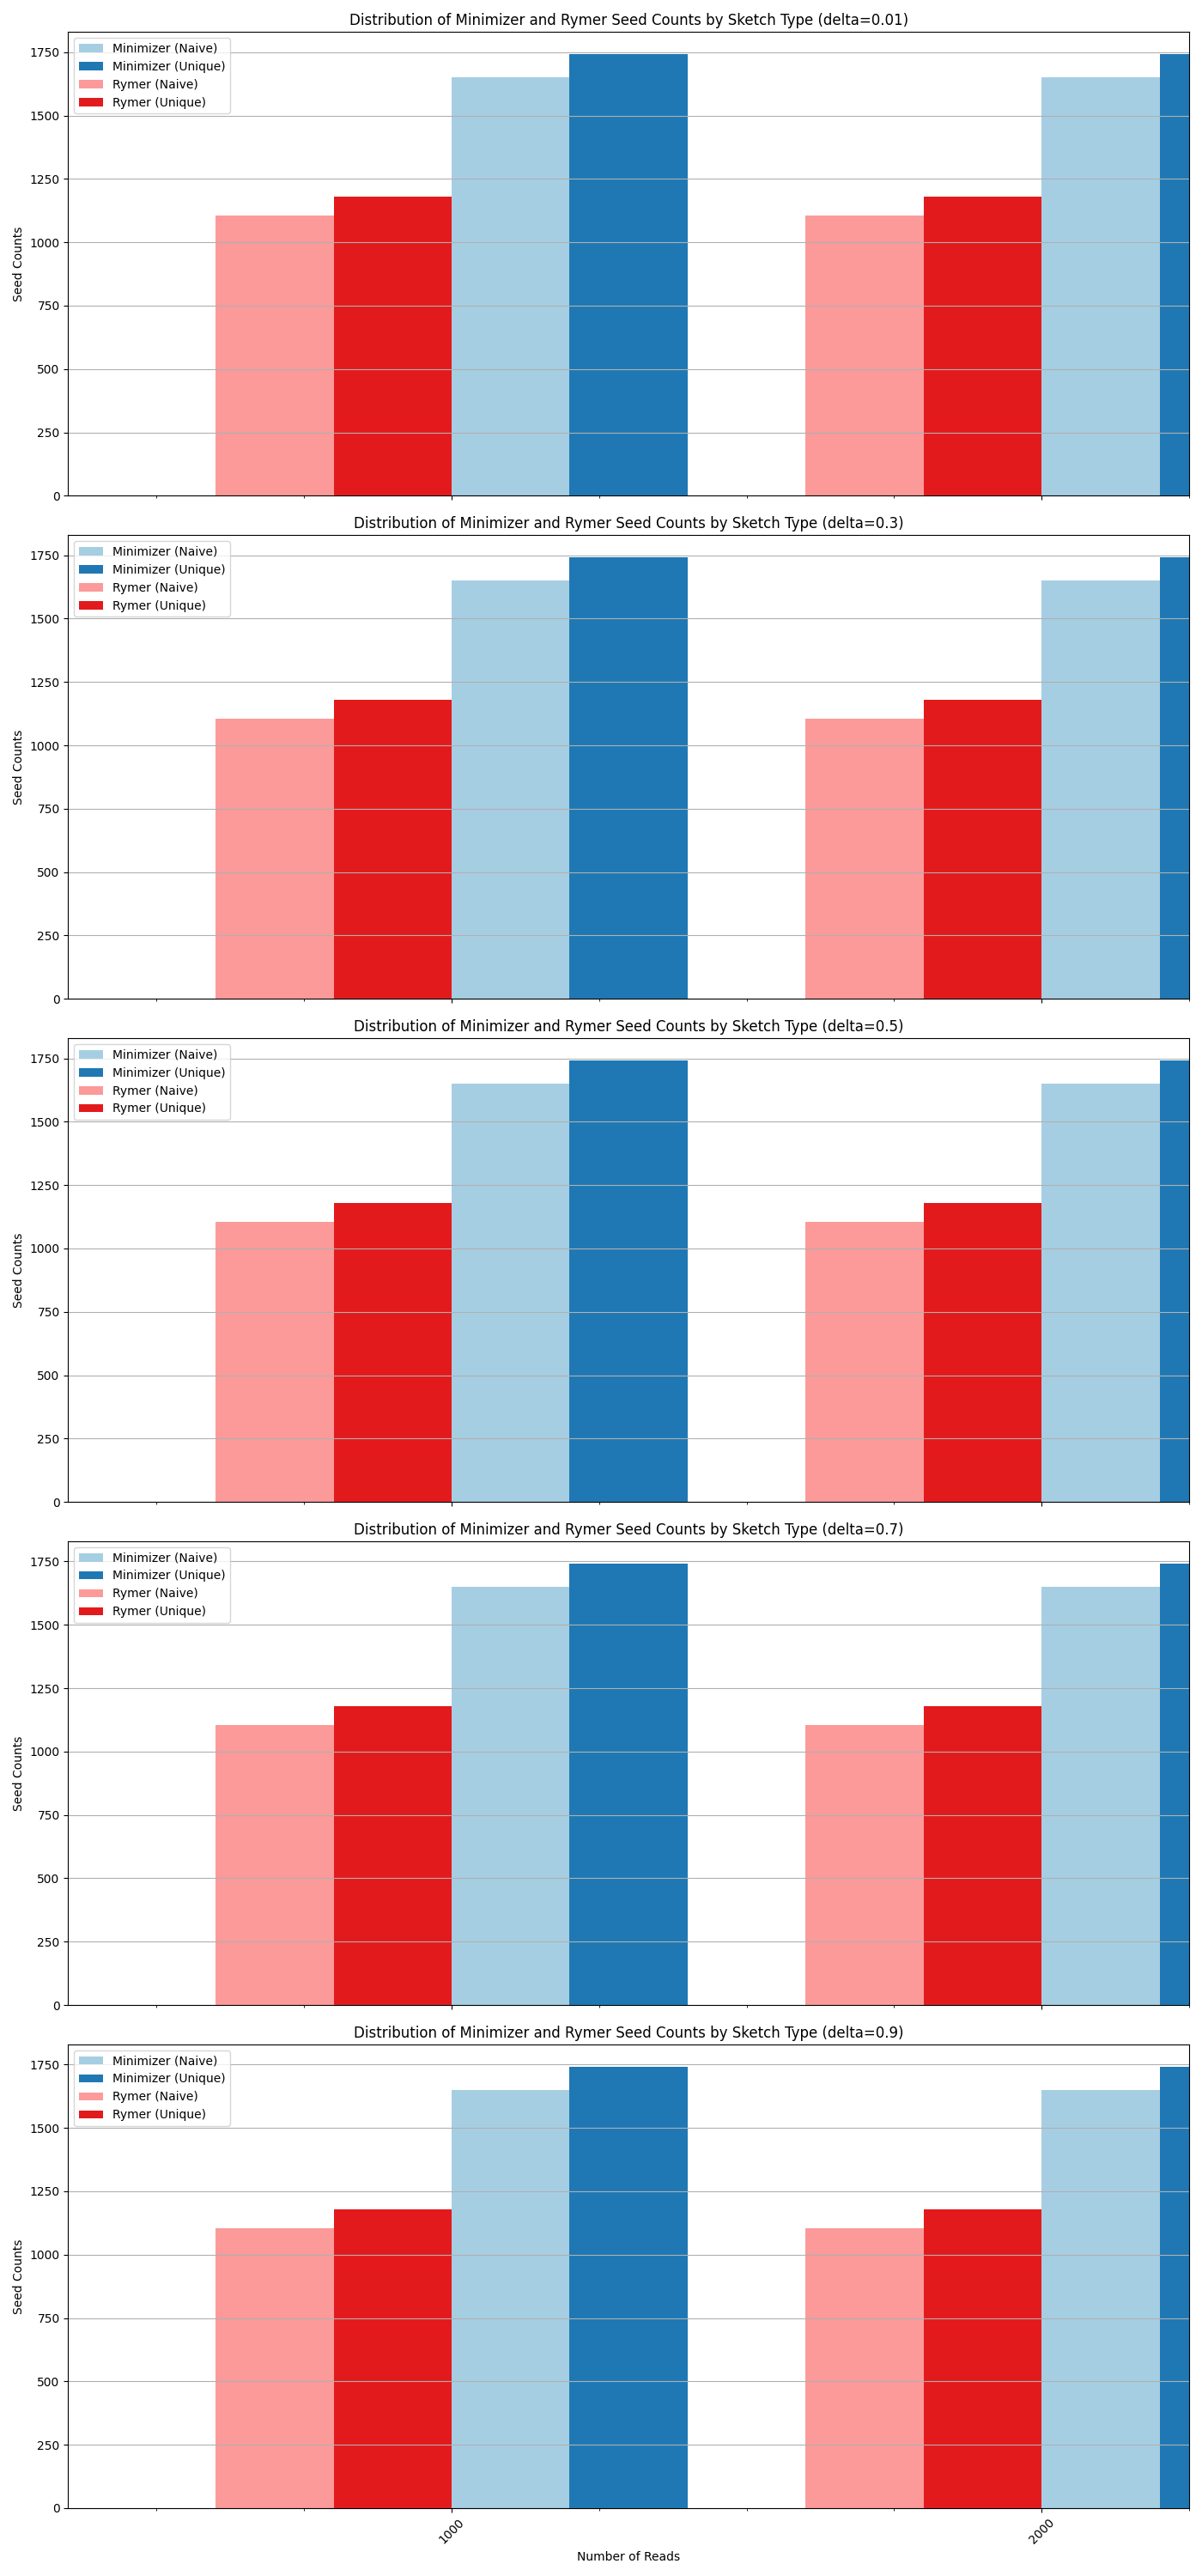 Distribution of Minimizer and Rymer Seed Counts by Sketch Type (delta=0.01)
Minimizer (Naive)
Minimizer (Unique)
Rymer (Naive)
Rymer (Unique)
1750
1500
1250
1000
750
500
250
0
Seed Counts
Distribution of Minimizer and Rymer Seed Counts by Sketch Type (delta=0.3)
Minimizer (Naive)
Minimizer (Unique)
Rymer (Naive)
Rymer (Unique)
1750
1500
1250
1000
750
500
250
0
Seed Counts
Distribution of Minimizer and Rymer Seed Counts by Sketch Type (delta=0.5)
Minimizer (Naive)
Minimizer (Unique)
Rymer (Naive)
Rymer (Unique)
1750
1500
1250
1000
750
500
250
0
Seed Counts
Distribution of Minimizer and Rymer Seed Counts by Sketch Type (delta=0.7)
Minimizer (Naive)
Minimizer (Unique)
Rymer (Naive)
Rymer (Unique)
1750
1500
1250
1000
750
500
250
0
Seed Counts
Distribution of Minimizer and Rymer Seed Counts by Sketch Type (delta=0.9)
Minimizer (Naive)
Minimizer (Unique)
Rymer (Naive)
Rymer (Unique)
1750
1500
1250
1000
750
500
250
0
Seed Counts
1000
2000
Number of Reads